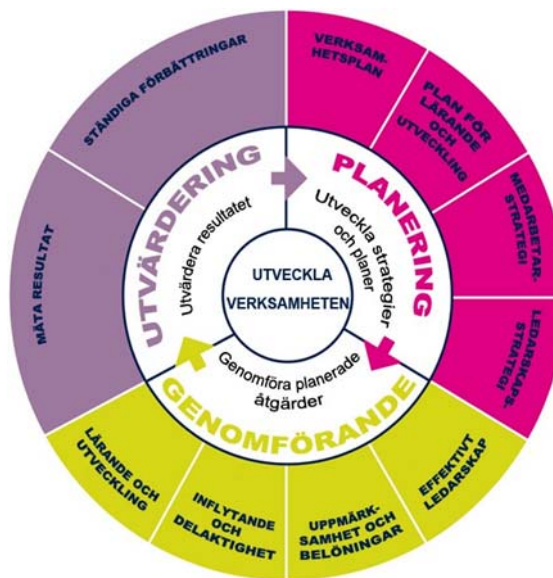 STÄNDIGA FÖRBÄTTRINGAR
VERKSAM-
HETSPLAN
PLAN FÖR
LÄRANDE
OCH
UTVECKLING
MEDARBETAR-
STRATEGI
LEDARSKAPS-
STRATEGI
EFFEKTIVT
LEDARSKAP
UPPMÄRK-
SAMHET OCH
BELÖNINGAR
INFLYTANDE
OCH
DELAKTIGHET
LÄRANDE OCH
UTVECKLING
MÄTA RESULTAT
UTVÄRDERING
Utvärdera resultatet
PLANERING
Utveckla strategier
och planer
GENOMFÖRANDE
Genomföra planerade
åtgärder
UTVECKLA
VERKSAMHETEN